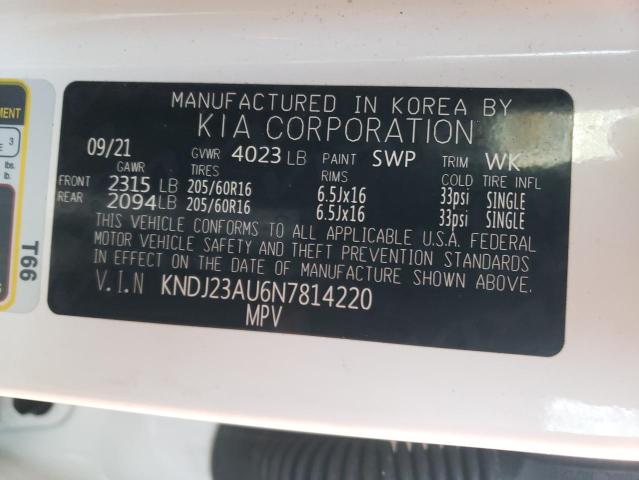 MANUFACTURED IN KOREA BY
KIA CORPORATION
09/21 GVWR 4023 LB PAINT SWP TRIM WK
GAWR TIRES RIMS COLD TIRE INFL
FRONT 2315 LB 205/60R16 6.5Jx16 33psi SINGLE
REAR 2094 LB 205/60R16 6.5Jx16 33psi SINGLE
THIS VEHICLE CONFORMS TO ALL APPLICABLE U.S.A. FEDERAL
MOTOR VEHICLE SAFETY AND THEFT PREVENTION STANDARDS
IN EFFECT ON THE DATE OF MANUFACTURE SHOWN ABOVE.
V.I.N KNDJ23AU6N7814220
MPV
MENT
3
E
lbs.
T66